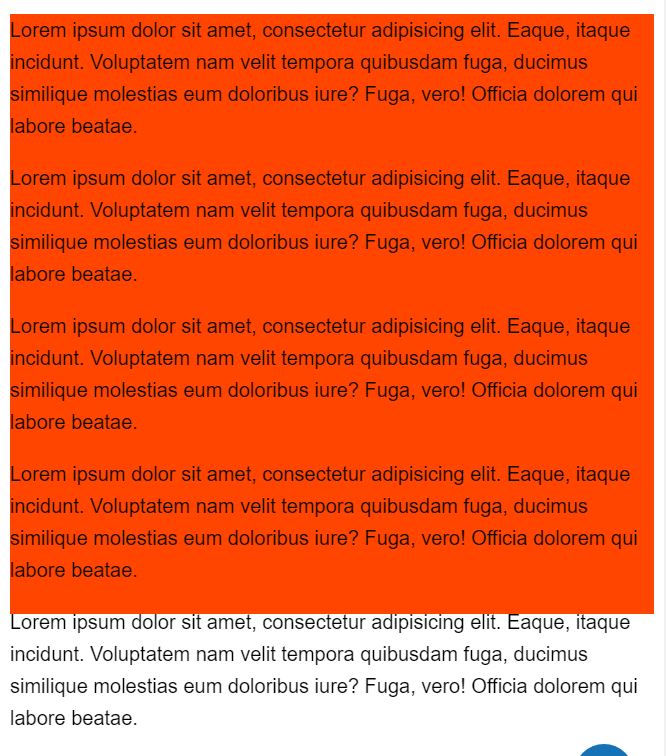 Lorem ipsum dolor sit amet, consectetur adipisicing elit. Eaque, itaque
incidunt. Voluptatem nam velit tempora quibusdam fuga, ducimus
similique molestias eum doloribus iure? Fuga, vero! Officia dolorem qui
labore beatae.
Lorem ipsum dolor sit amet, consectetur adipisicing elit. Eaque, itaque
incidunt. Voluptatem nam velit tempora quibusdam fuga, ducimus
similique molestias eum doloribus iure? Fuga, vero! Officia dolorem qui
labore beatae.
Lorem ipsum dolor sit amet, consectetur adipisicing elit. Eaque, itaque
incidunt. Voluptatem nam velit tempora quibusdam fuga, ducimus
similique molestias eum doloribus iure? Fuga, vero! Officia dolorem qui
labore beatae.
Lorem ipsum dolor sit amet, consectetur adipisicing elit. Eaque, itaque
incidunt. Voluptatem nam velit tempora quibusdam fuga, ducimus
similique molestias eum doloribus iure? Fuga, vero! Officia dolorem qui
labore beatae.
Lorem ipsum dolor sit amet, consectetur adipisicing elit. Eaque, itaque
incidunt. Voluptatem nam velit tempora quibusdam fuga, ducimus
similique molestias eum doloribus iure? Fuga, vero! Officia dolorem qui
labore beatae.